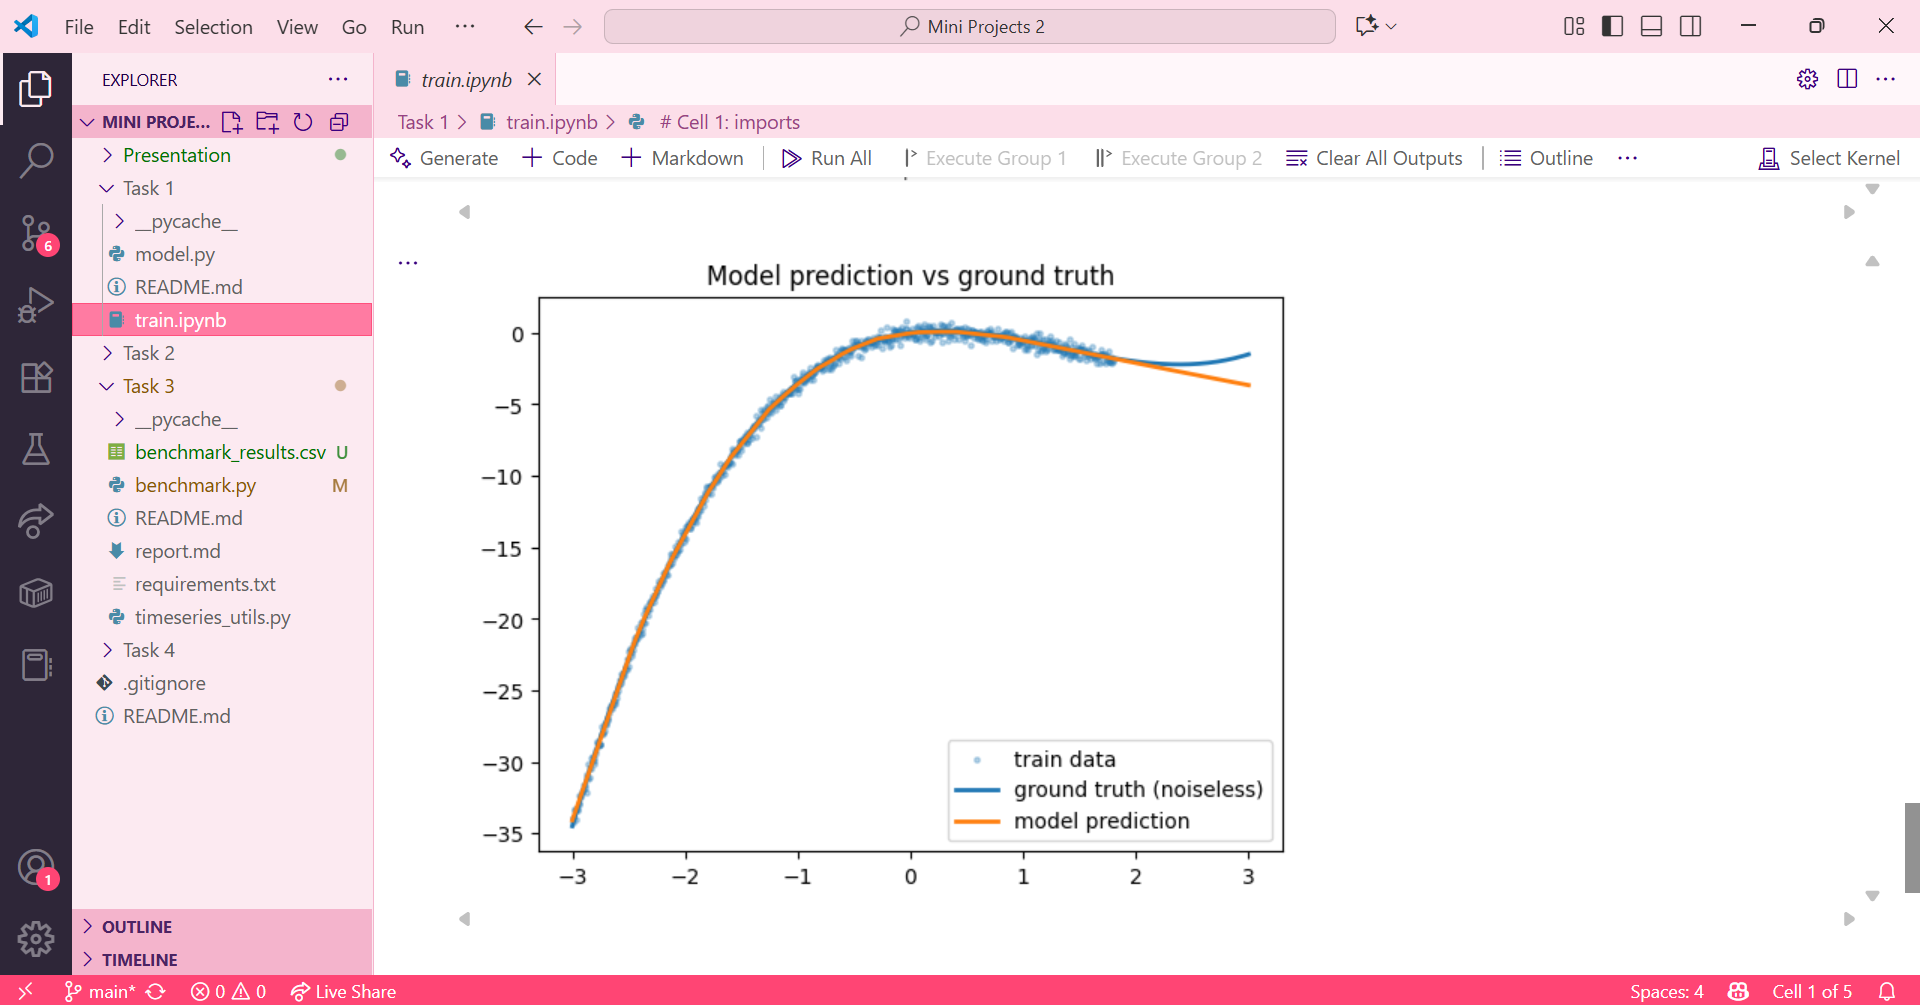 File Edit Selection View Go Run ...
Mini Projects 2
EXPLORER ...
MINI PROJE...
Presentation
Task 1
__pycache__
model.py
README.md
train.ipynb
Task 2
Task 3
__pycache__
benchmark_results.csv U
benchmark.py M
README.md
report.md
requirements.txt
timeseries_utils.py
Task 4
.gitignore
README.md
OUTLINE
TIMELINE
train.ipynb
Task 1 > train.ipynb > # Cell 1: imports
Generate + Code + Markdown Run All Execute Group 1 Execute Group 2 Clear All Outputs Outline ... Select Kernel
...
Model prediction vs ground truth
0
−5
−10
−15
−20
−25
−30
−35
−3 −2 −1 0 1 2 3
train data
ground truth (noiseless)
model prediction
6
1
main* 0 0 Live Share
Spaces: 4 Cell 1 of 5